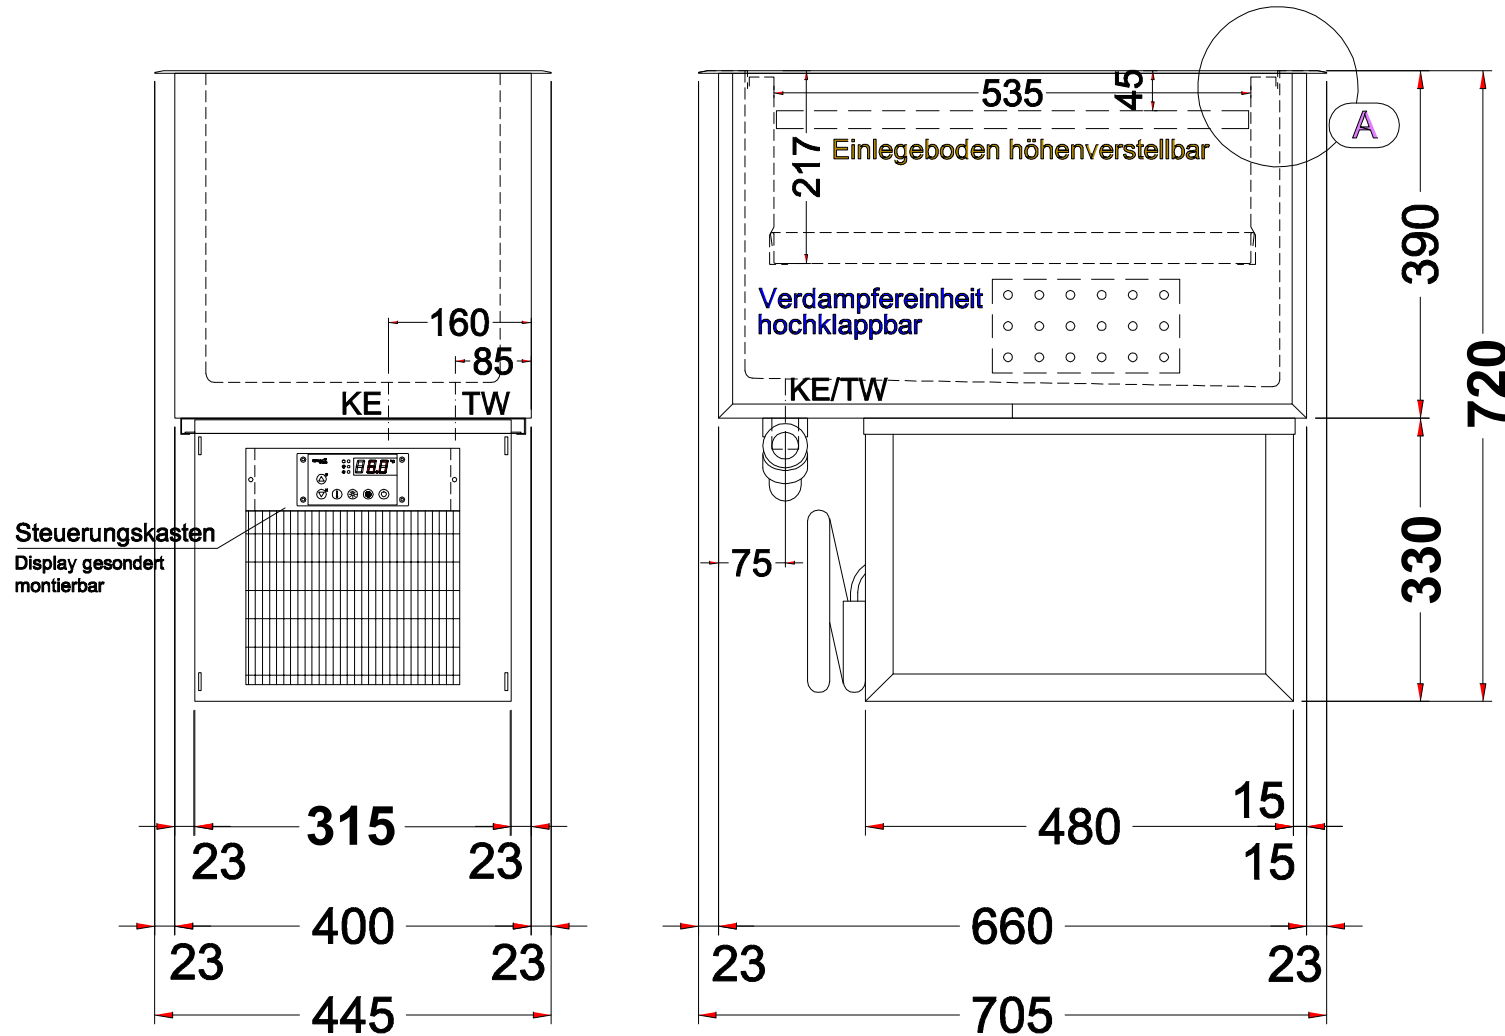 535
45
A
217
Einlegeboden höhenverstellbar
390
Verdampfereinheit
hochklappbar
160
85
720
KE
TW
KE/TW
Steuerungskasten
Display gesondert
montierbar
75
330
315
23
23
480
15
15
400
23
23
660
23
23
445
705